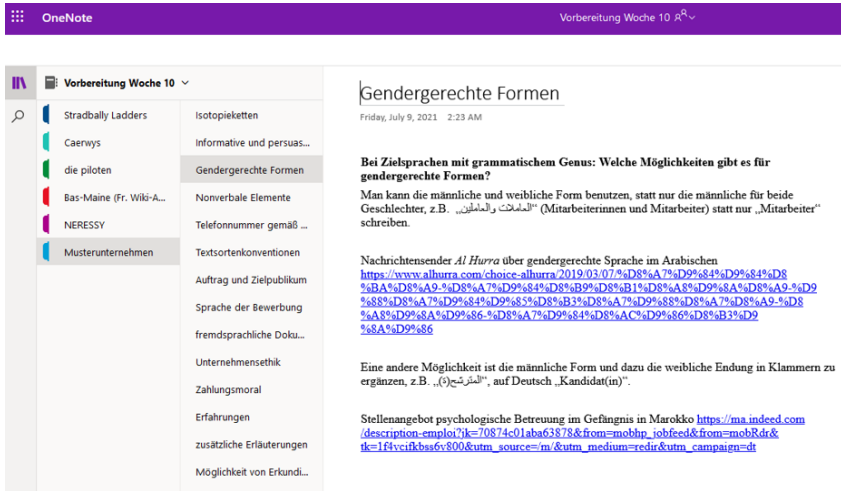 OneNote
Vorbereitung Woche 10
Vorbereitung Woche 10
Stradbally Ladders
Caerwys
die piloten
Bas-Maine (Fr. Wiki-A...
NERESSY
Musterunternehmen
Isotopieketten
Informative und persuas...
Gendergerechte Formen
Nonverbale Elemente
Telefonnummer gemäß ...
Textsortenkonventionen
Auftrag und Zielpublikum
Sprache der Bewerbung
fremdsprachliche Doku...
Unternehmensethik
Zahlungsmoral
Erfahrungen
zusätzliche Erläuterungen
Möglichkeit von Erkundi...
Gendergerechte Formen
Friday, July 9, 2021 2:23 AM
Bei Zielsprachen mit grammatischem Genus: Welche Möglichkeiten gibt es für
gendergerechte Formen?
Man kann die männliche und weibliche Form benutzen, statt nur die männliche für beide
Geschlechter, z.B. „العاملات والعاملين“ (Mitarbeiterinnen und Mitarbeiter) statt nur „Mitarbeiter“
schreiben.
Nachrichtensender Al Hurra über gendergerechte Sprache im Arabischen
https://www.alhurra.com/choice-alhurra/2019/03/07/%D8%A7%D9%84%D9%84%D8
%BA%D8%A9-%D8%A7%D9%84%D8%B9%D8%B1%D8%A8%D9%8A%D8%A9-%D9
%88%D8%A7%D9%84%D9%85%D8%B3%D8%A7%D9%88%D8%A7%D8%A9-%D8
%A8%D9%8A%D9%86-%D8%A7%D9%84%D8%AC%D9%86%D8%B3%D9
%8A%D9%86
Eine andere Möglichkeit ist die männliche Form und dazu die weibliche Endung in Klammern zu
ergänzen, z.B. „المترشح(ة)“, auf Deutsch „Kandidat(in)“.
Stellenangebot psychologische Betreuung im Gefängnis in Marokko https://ma.indeed.com
/description-emploi?jk=70874c01aba63878&from=mobhp_jobfeed&from=mobRdr&
tk=1f4vcifkbss6v800&utm_source=/m/&utm_medium=redir&utm_campaign=dt